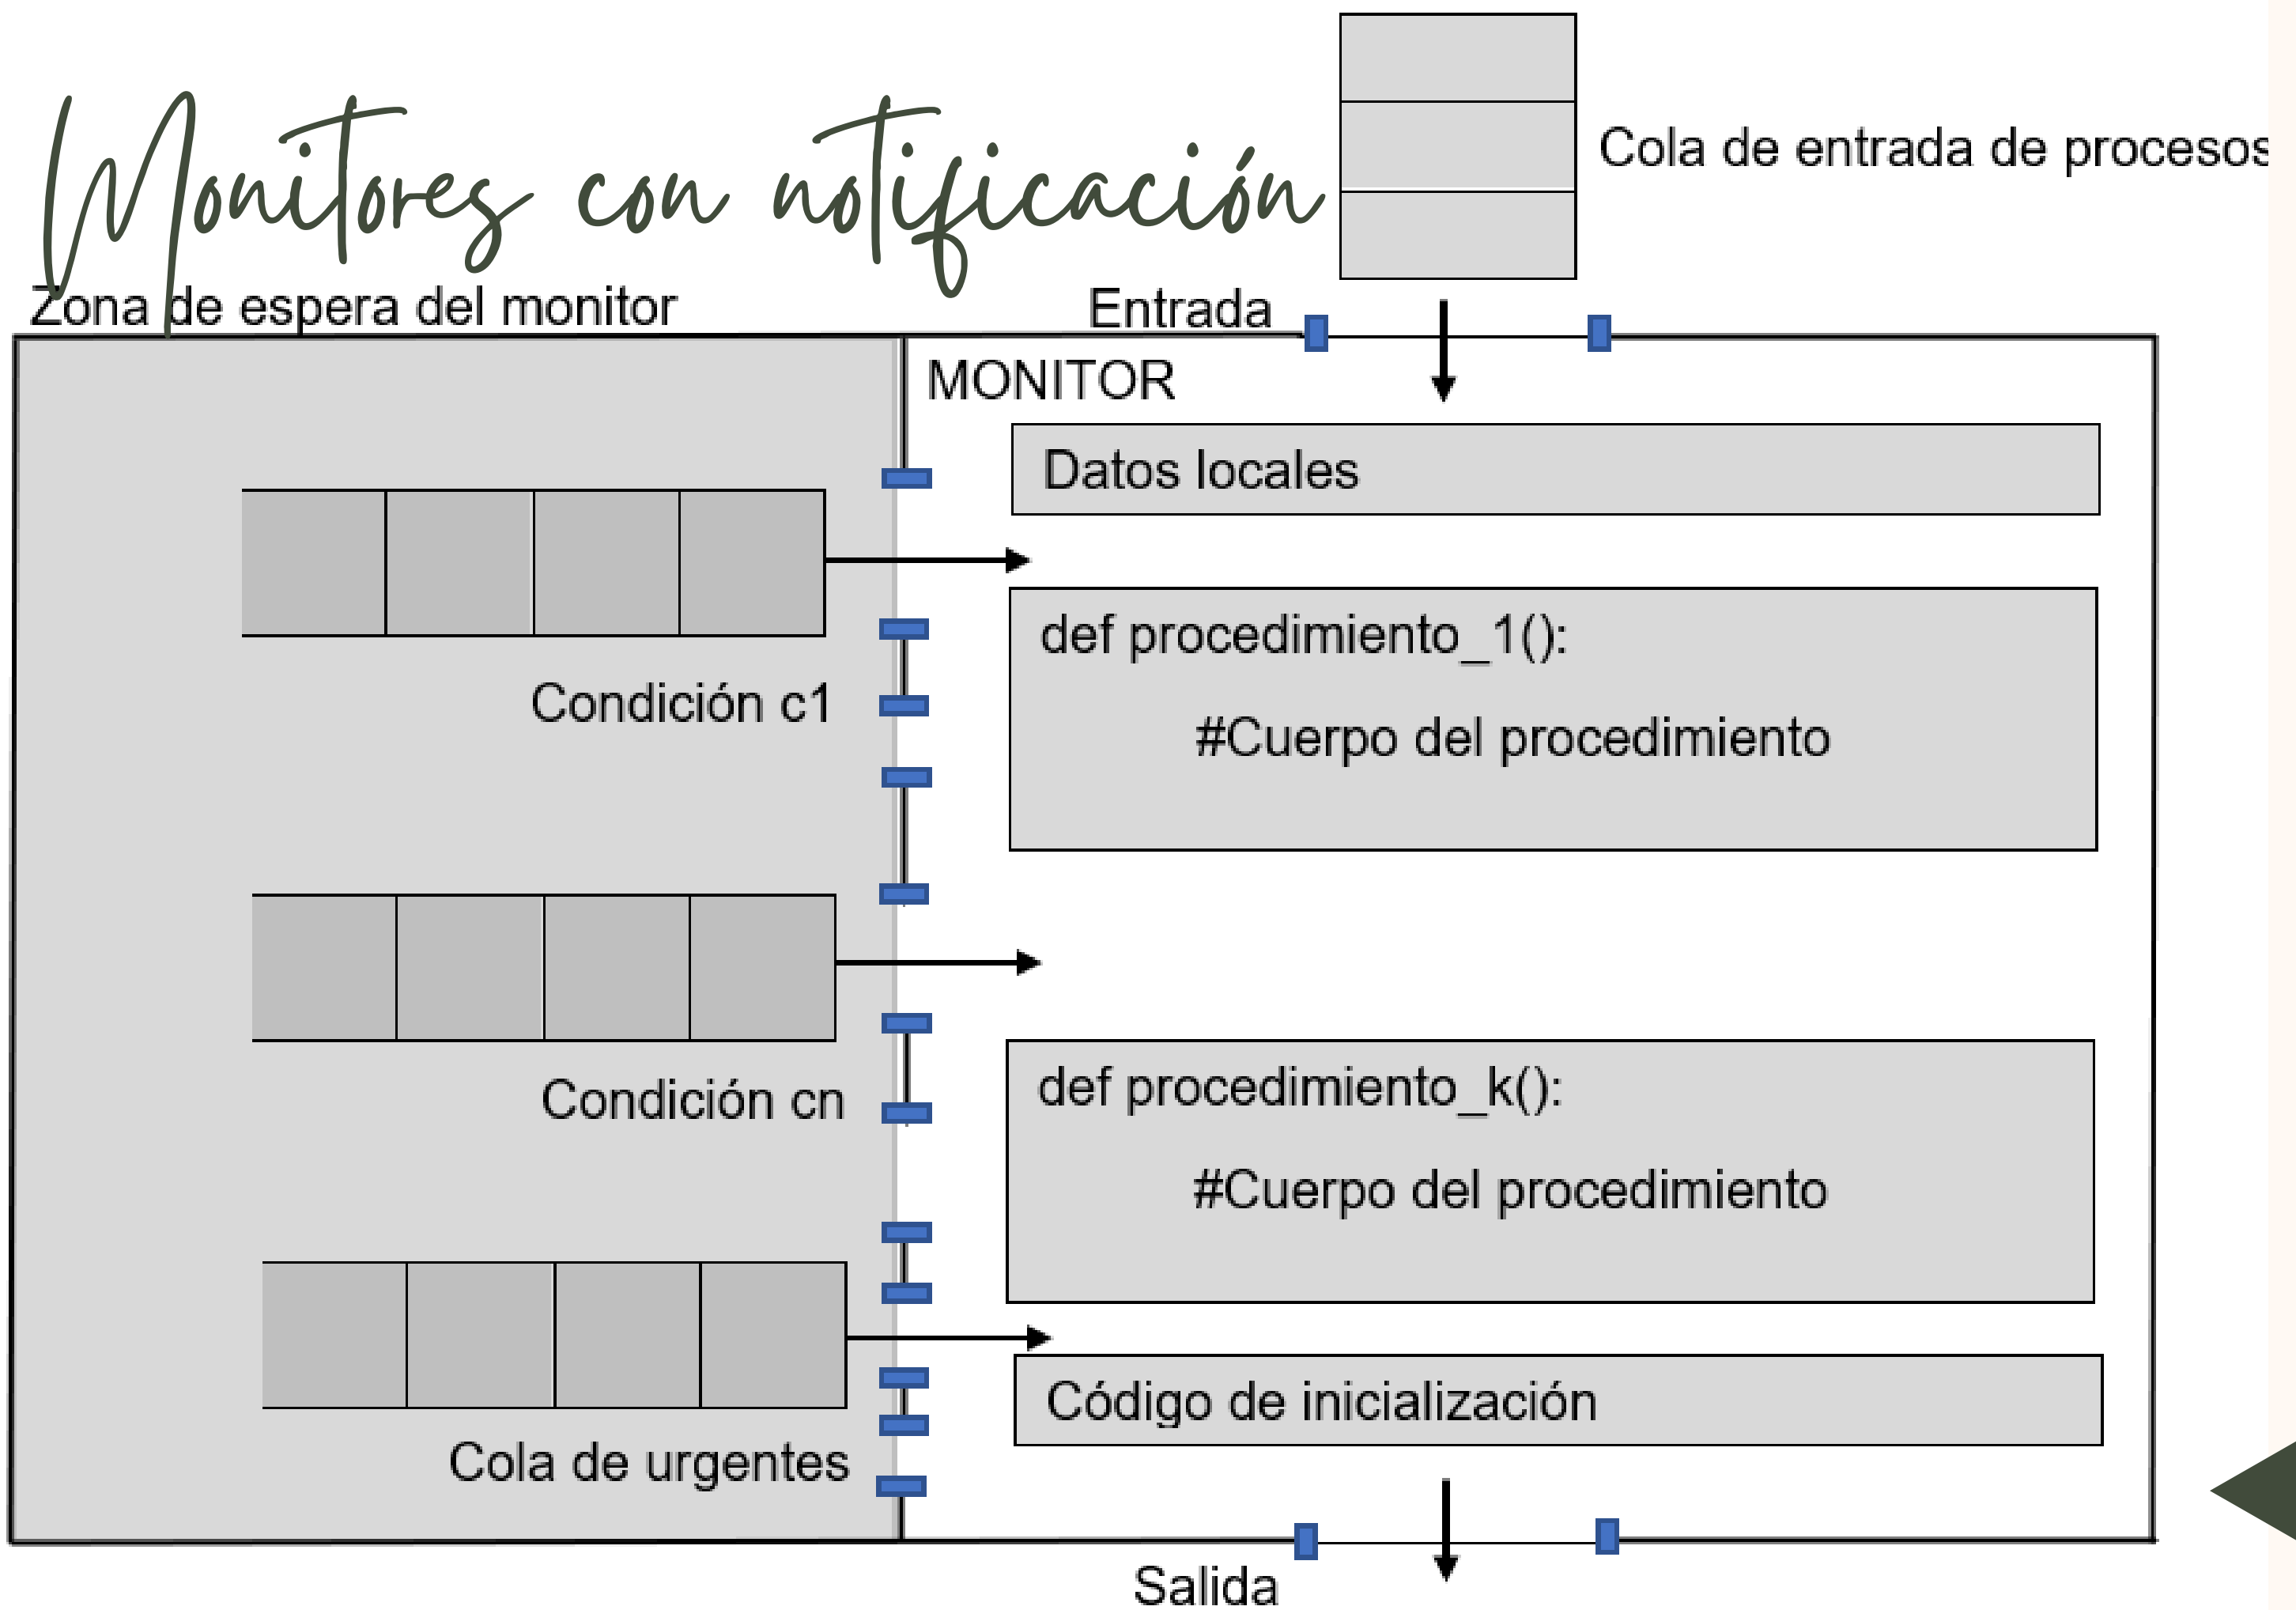 Monitores con notificación
Cola de entrada de procesos
Zona de espera del monitor
Entrada
MONITOR
Datos locales
def procedimiento_1():
#Cuerpo del procedimiento
Condición c1
Condición cn
def procedimiento_k():
#Cuerpo del procedimiento
Código de inicialización
Cola de urgentes
Salida